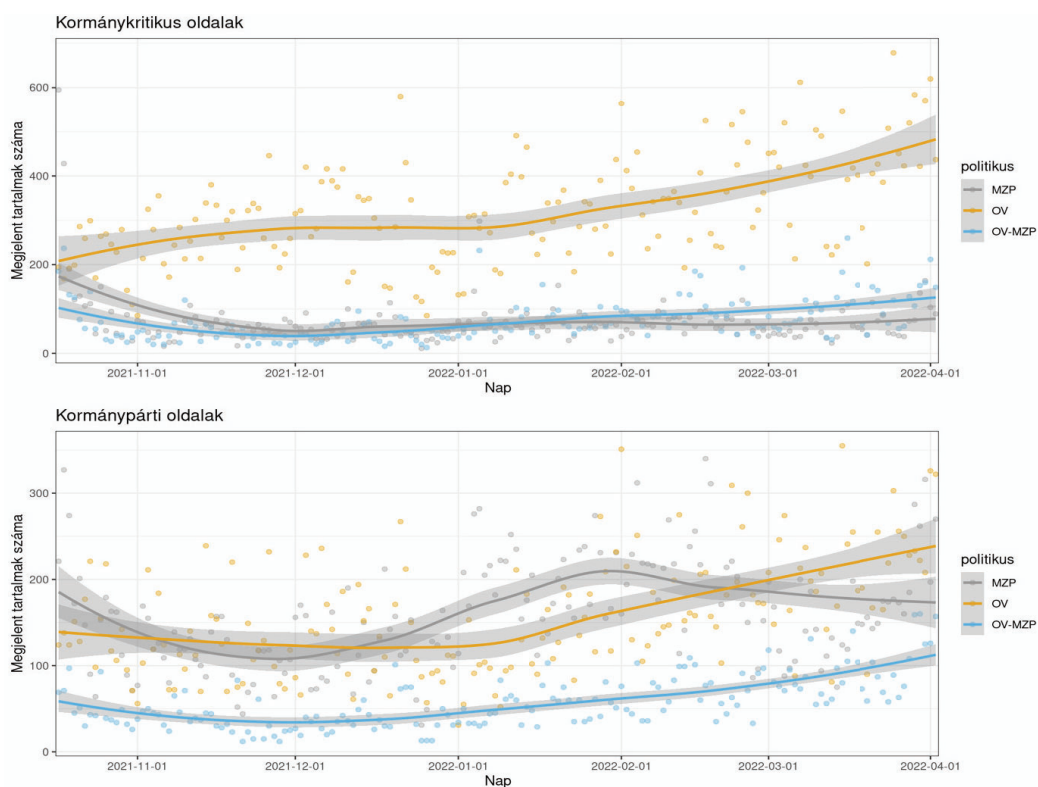 Kormánykritikus oldalak
Megjelent tartalmak száma
600
400
200
0
2021-11-01 2021-12-01 2022-01-01 2022-02-01 2022-03-01 2022-04-01
Nap
politikus
MZP
OV
OV-MZP
Kormánypárti oldalak
Megjelent tartalmak száma
300
200
100
0
2021-11-01 2021-12-01 2022-01-01 2022-02-01 2022-03-01 2022-04-01
Nap
politikus
MZP
OV
OV-MZP